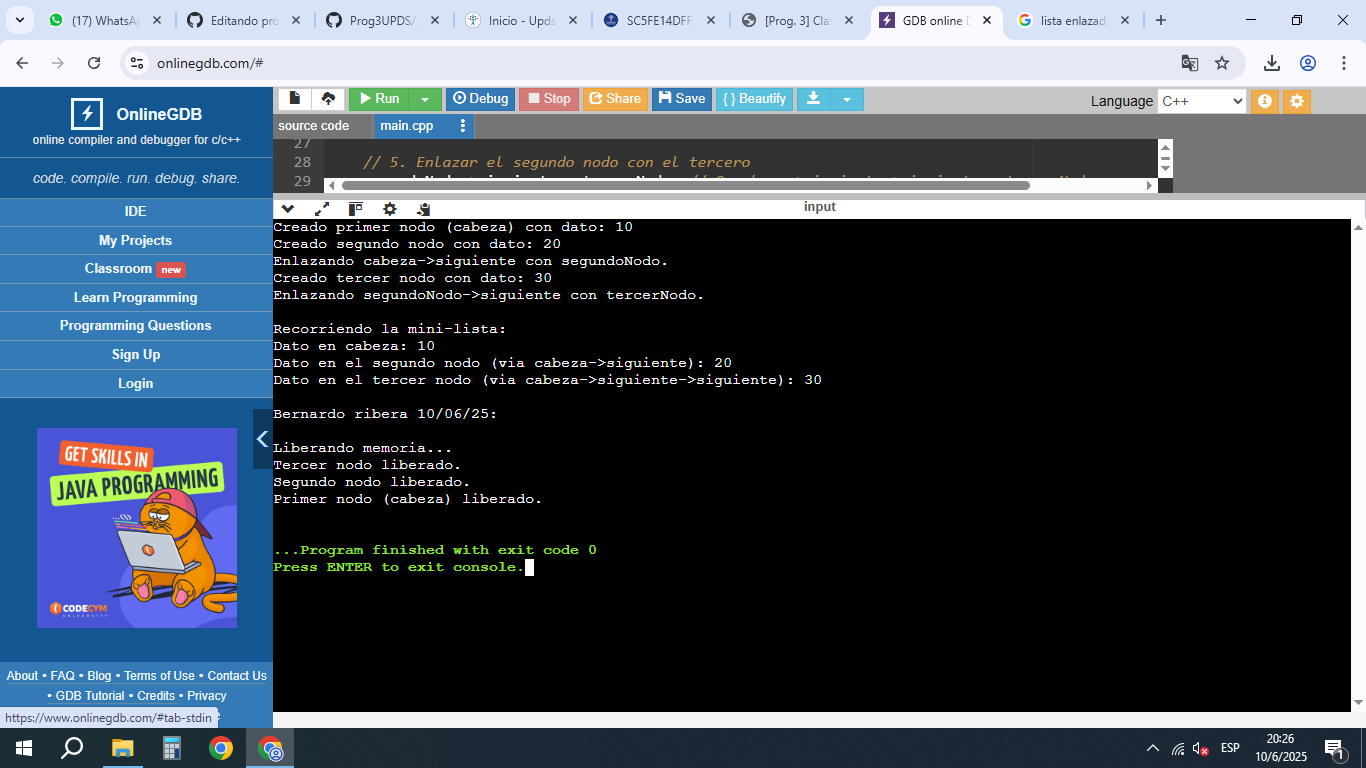 (17) WhatsA
Editando pro
Prog3UPDS/
Inicio - Upds
SC5FE14DFF
[Prog. 3] Cla
GDB online D
lista enlazad
onlinegdb.com/#
OnlineGDB
online compiler and debugger for c/c++
code. compile. run. debug. share.
IDE
My Projects
Classroom new
Learn Programming
Programming Questions
Sign Up
Login
GET SKILLS IN
JAVA PROGRAMMING
CODEGYM
UNIVERSITY
About • FAQ • Blog • Terms of Use • Contact Us
• GDB Tutorial • Credits • Privacy
https://www.onlinegdb.com/#tab-stdin
Run
Debug
Stop
Share
Save
{ } Beautify
Language C++
source code
main.cpp
27
28 // 5. Enlazar el segundo nodo con el tercero
29
input
Creado primer nodo (cabeza) con dato: 10
Creado segundo nodo con dato: 20
Enlazando cabeza->siguiente con segundoNodo.
Creado tercer nodo con dato: 30
Enlazando segundoNodo->siguiente con tercerNodo.
Recorriendo la mini-lista:
Dato en cabeza: 10
Dato en el segundo nodo (via cabeza->siguiente): 20
Dato en el tercer nodo (via cabeza->siguiente->siguiente): 30
Bernardo ribera 10/06/25:
Liberando memoria...
Tercer nodo liberado.
Segundo nodo liberado.
Primer nodo (cabeza) liberado.
...Program finished with exit code 0
Press ENTER to exit console.
ESP
20:26
10/6/2025
1